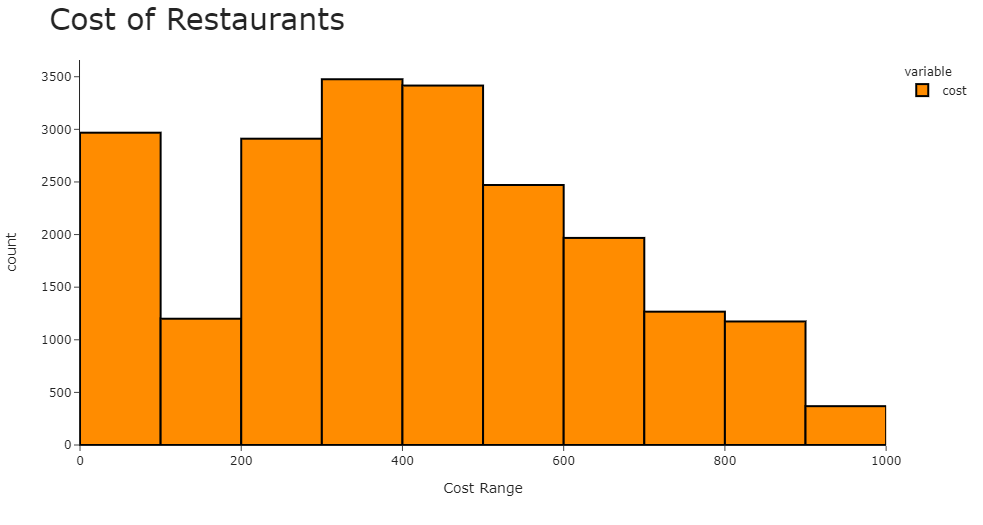 Cost of Restaurants
variable
cost
3500
3000
2500
2000
1500
1000
500
0
count
0 200 400 600 800 1000
Cost Range